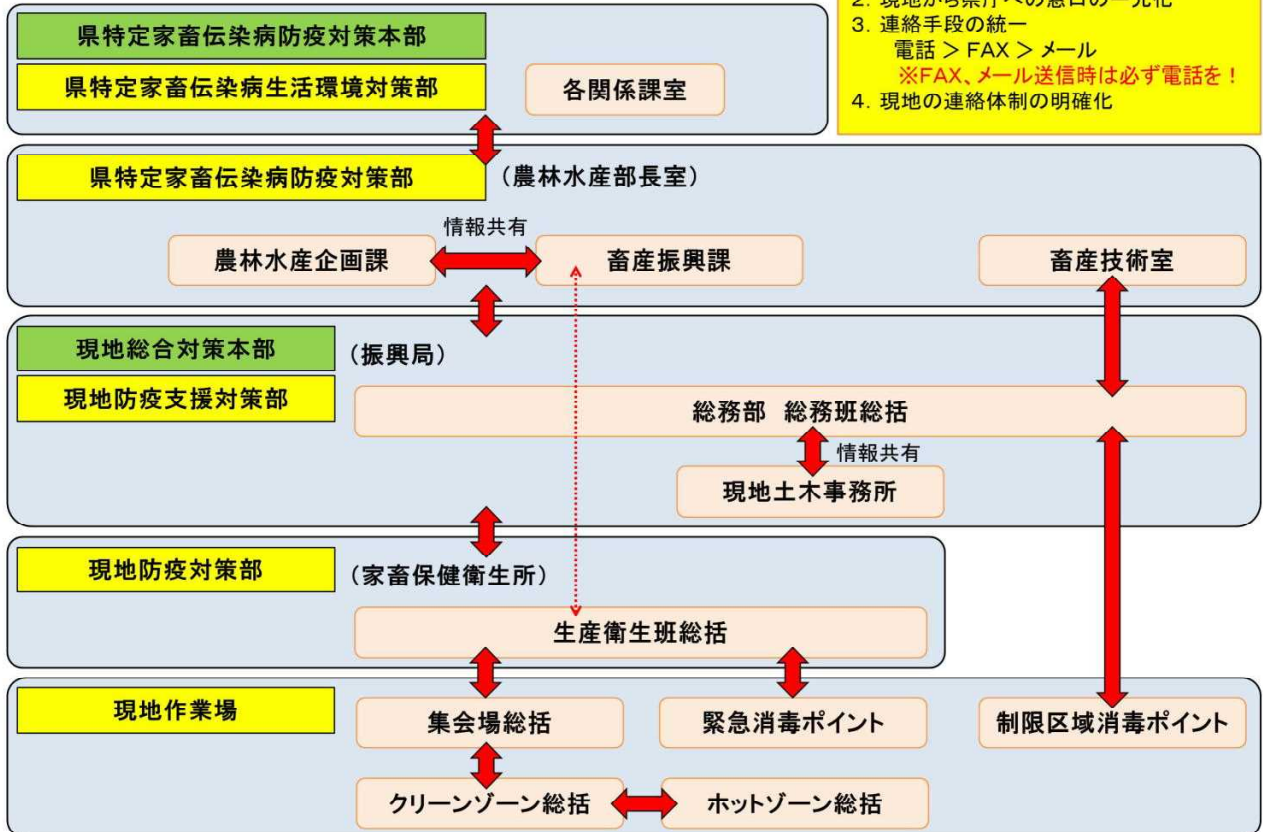 2. 現地から県庁への窓口の一元化
3. 連絡手段の統一
電話 > FAX > メール
※FAX、メール送信時は必ず電話を！
4. 現地の連絡体制の明確化
県特定家畜伝染病防疫対策本部
県特定家畜伝染病生活環境対策部
各関係課室
県特定家畜伝染病防疫対策部
(農林水産部長室)
情報共有
農林水産企画課
畜産振興課
畜産技術室
現地総合対策本部
(振興局)
現地防疫支援対策部
総務部 総務班総括
情報共有
現地土木事務所
現地防疫対策部
(家畜保健衛生所)
生産衛生班総括
現地作業場
集会場総括
緊急消毒ポイント
制限区域消毒ポイント
クリーンゾーン総括
ホットゾーン総括